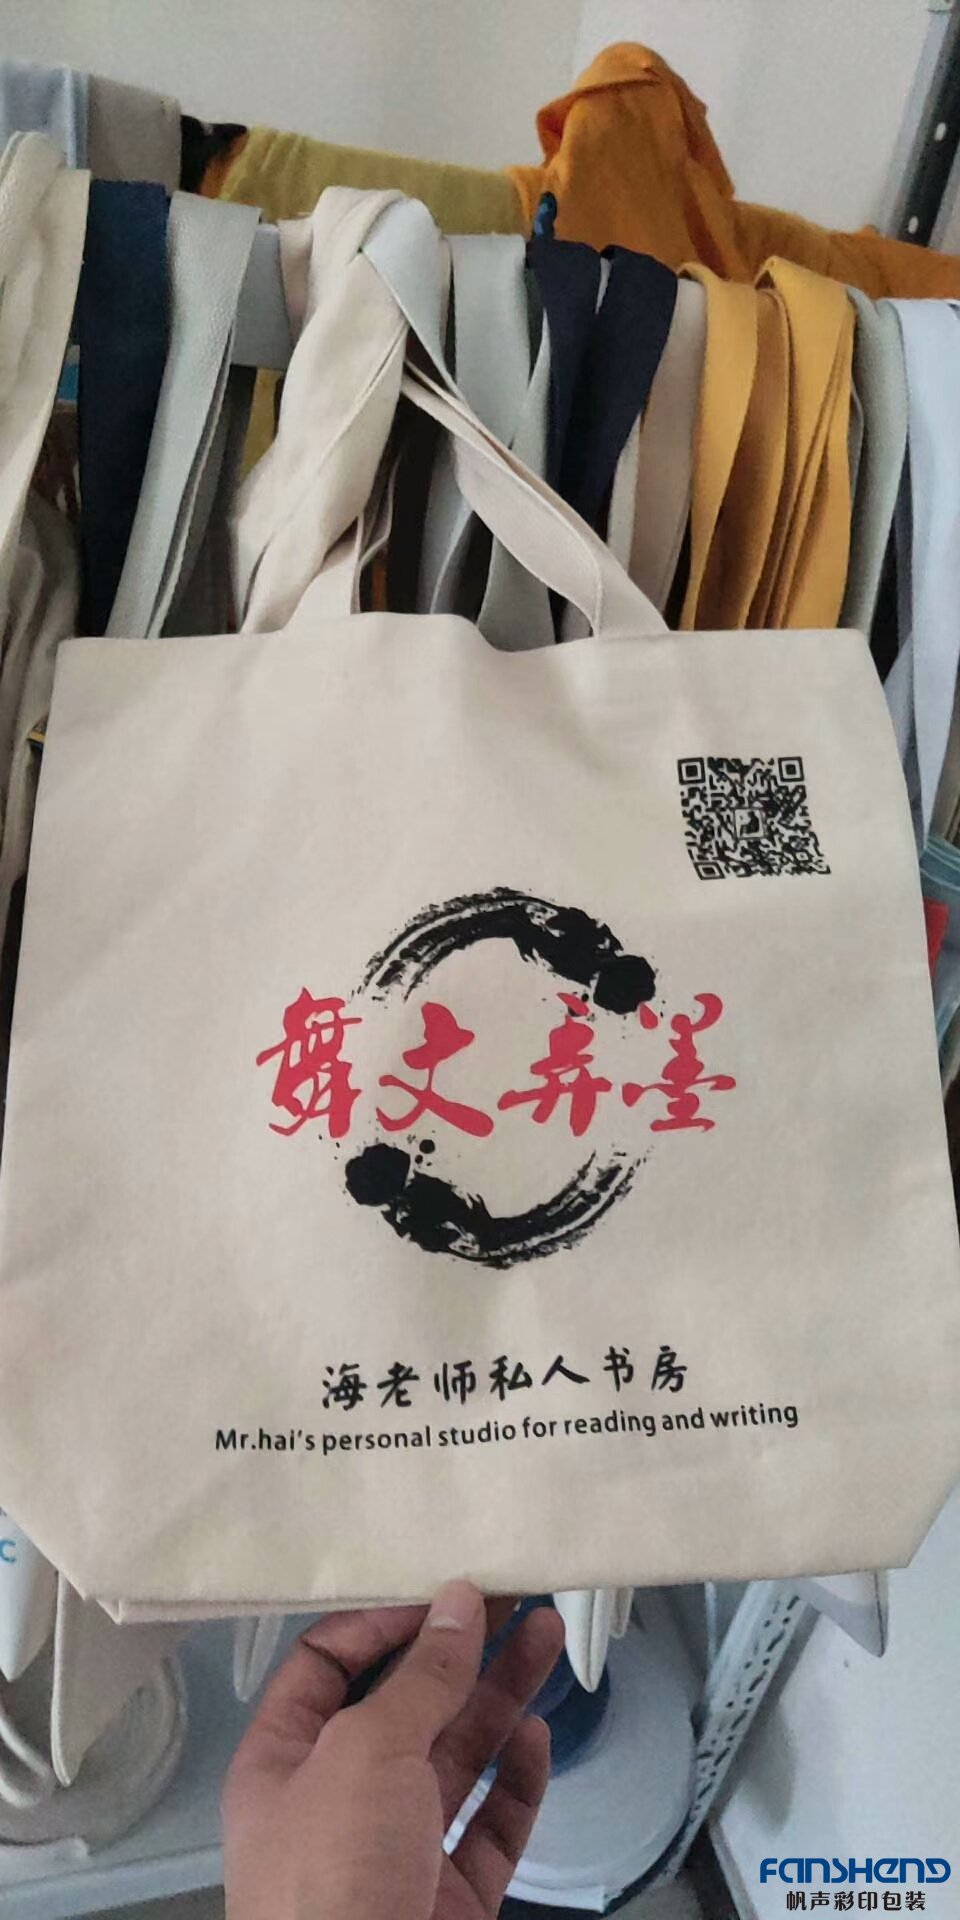 舞文弄墨
海老师私人书房
Mr.hai's personal studio for reading and writing
C
FANSHENG
帆声彩印包装